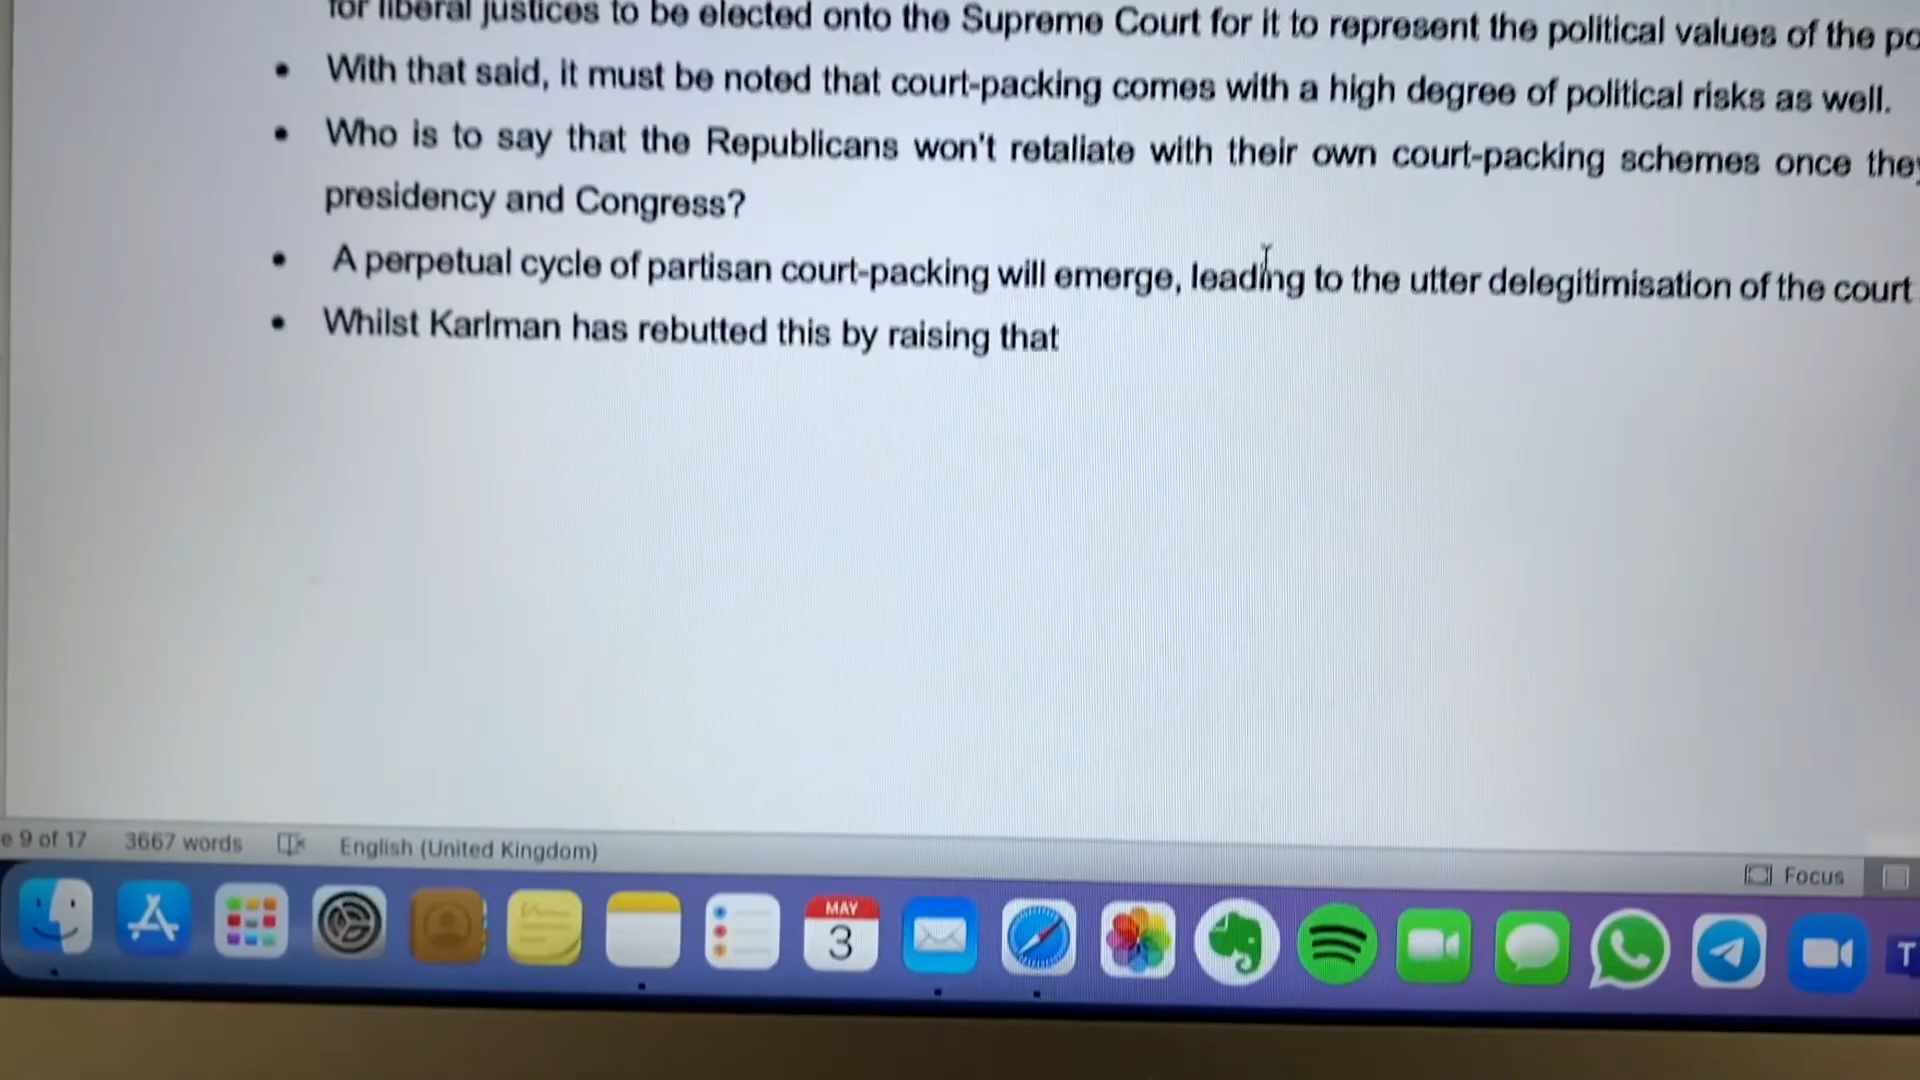 for liberal justices to be elected onto the Supreme Court for it to represent the political values of the
• With that said, it must be noted that court-packing comes with a high degree of political risks as well.
• Who is to say that the Republicans won't retaliate with their own court-packing schemes once they
presidency and Congress?
• A perpetual cycle of partisan court-packing will emerge, leading to the utter delegitimisation of the court
• Whilst Karlman has rebutted this by raising that
e 9 of 17 3667 words English (United Kingdom)
Focus
MAY
3
T